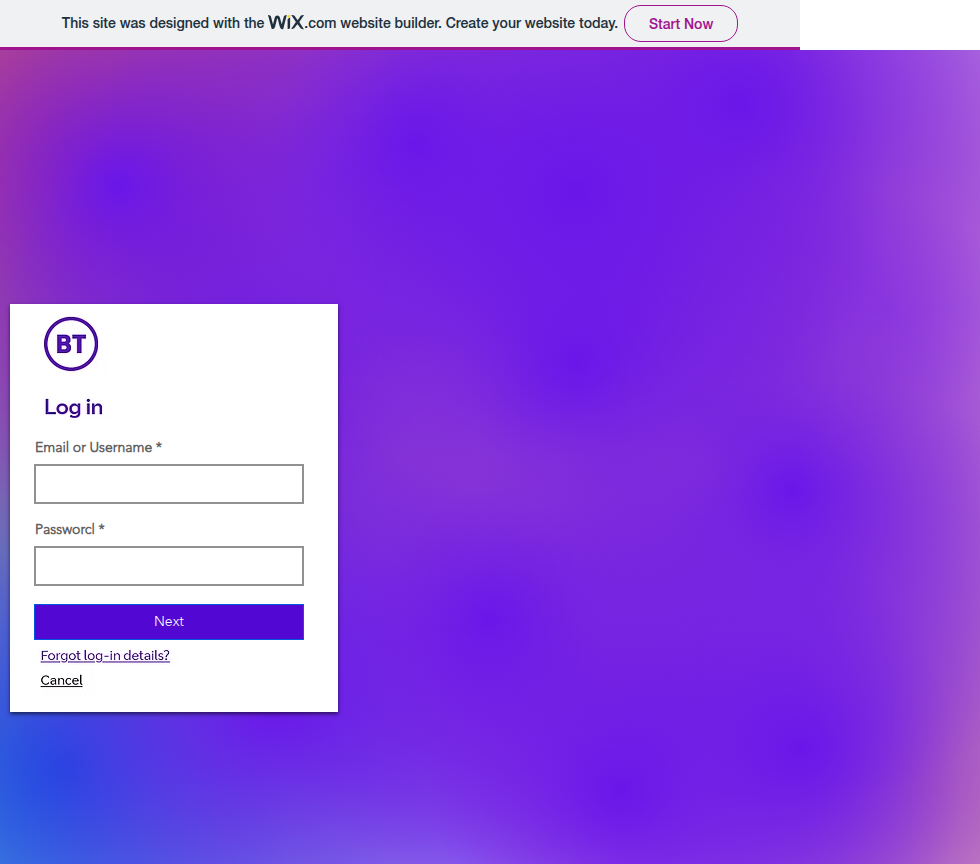 This site was designed with the WiX.com website builder. Create your website today.
Start Now
BT
Log in
Email or Username *
Passworcl *
Next
Forgot log-in details?
Cancel